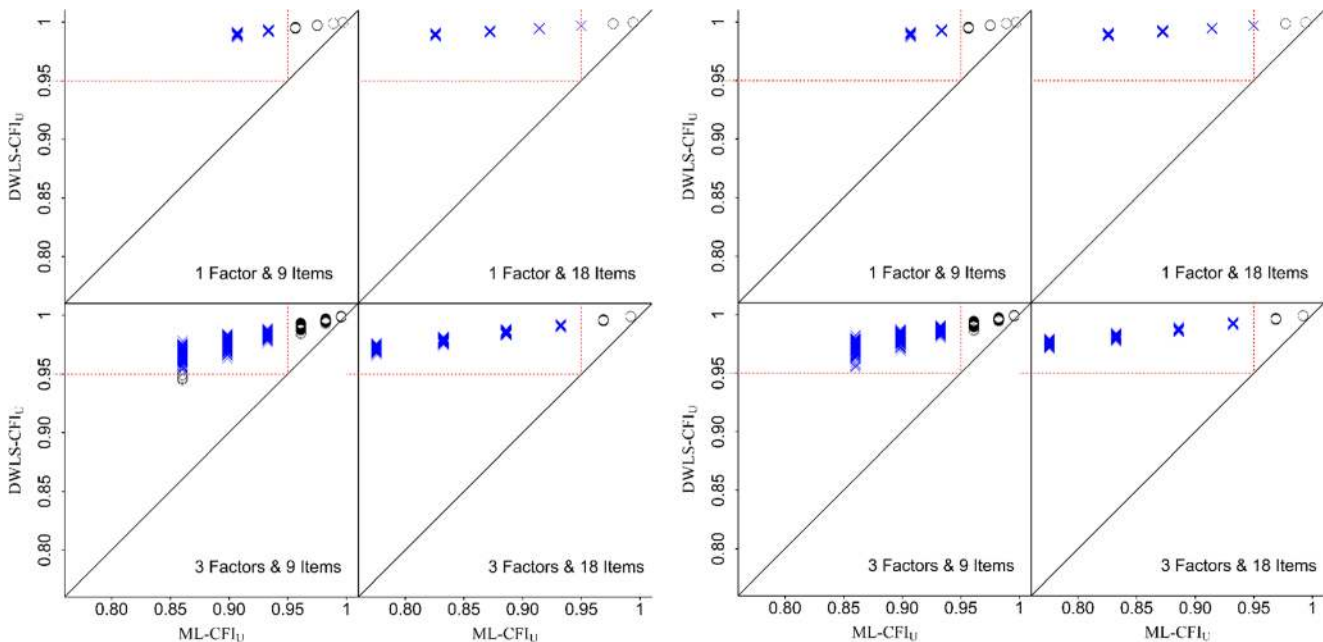 1
0.95
0.90
0.85
0.80
DWLS-CFIU
1 Factor & 9 Items
1 Factor & 18 Items
1
0.95
0.90
0.85
0.80
DWLS-CFIU
3 Factors & 9 Items
3 Factors & 18 Items
0.80 0.85 0.90 0.95 1
0.80 0.85 0.90 0.95 1
ML-CFIU
ML-CFIU
1
0.95
0.90
0.85
0.80
DWLS-CFIU
1 Factor & 9 Items
1 Factor & 18 Items
1
0.95
0.90
0.85
0.80
DWLS-CFIU
3 Factors & 9 Items
3 Factors & 18 Items
0.80 0.85 0.90 0.95 1
0.80 0.85 0.90 0.95 1
ML-CFIU
ML-CFIU